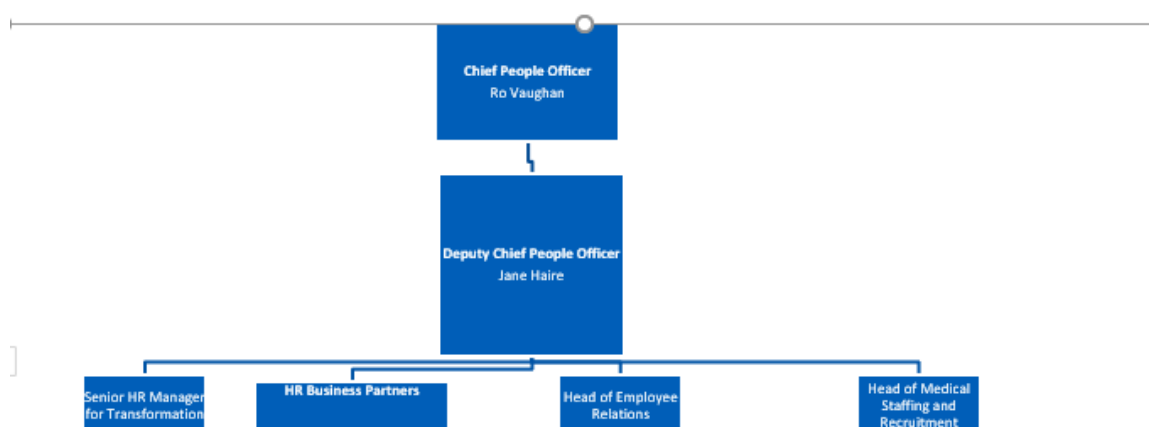 Chief People Officer
Ro Vaughan
Deputy Chief People Officer
Jane Haire
Senior HR Manager
for Transformation
HR Business Partners
Head of Employee
Relations
Head of Medical
Staffing and
Recruitment